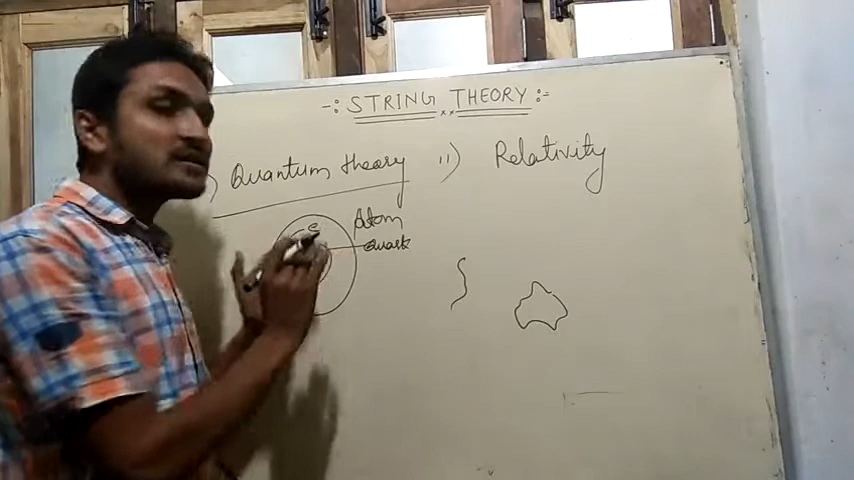 -: STRING THEORY :-
) Quantum theory ii) Relativity
e Atom
Quark